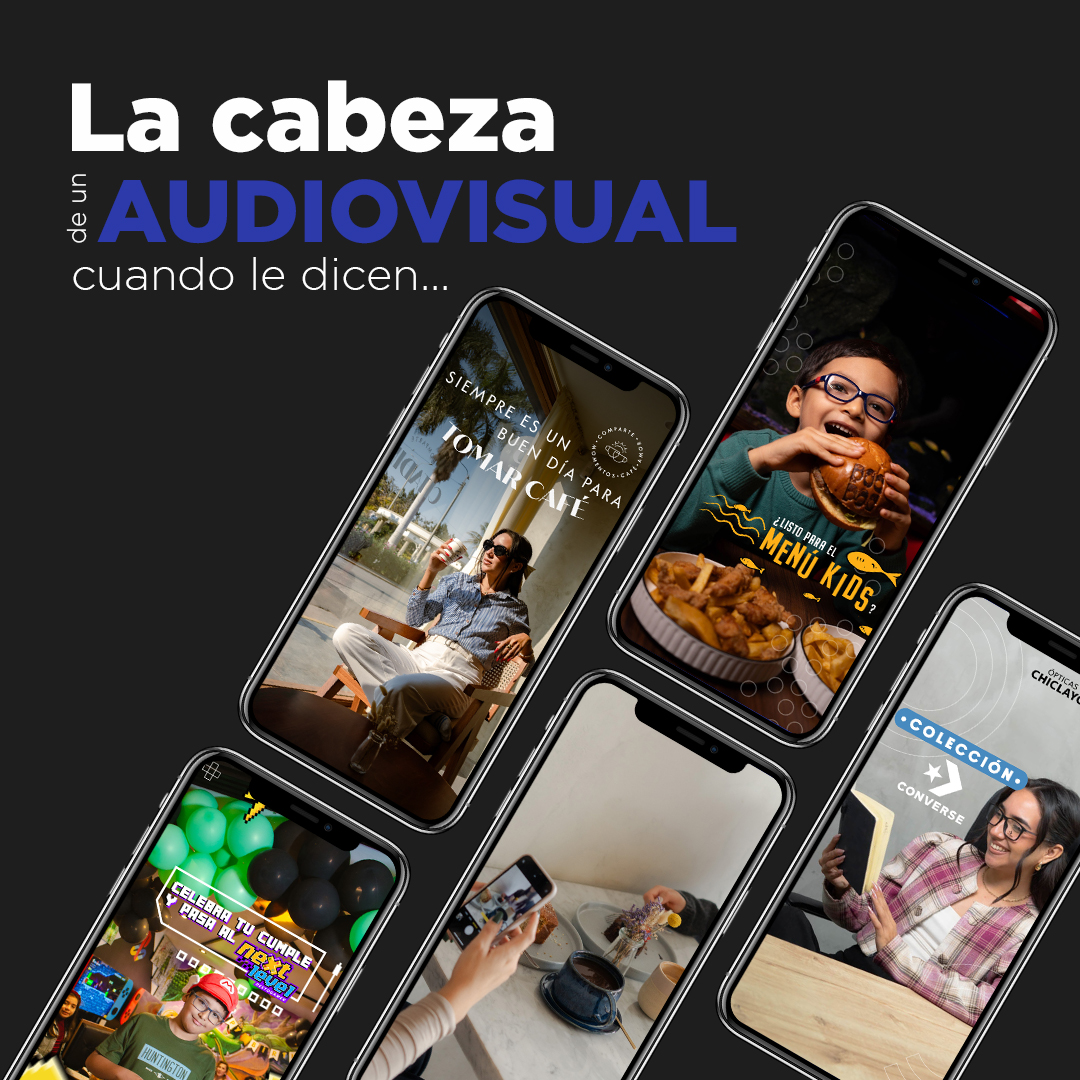 La cabeza
de un
AUDIOVISUAL
cuando le dicen...
SIEMPRE ES UN
BUEN DÍA PARA
TOMAR CAFÉ
¿LISTO PARA EL
MENÚ KIDS
?
ÓPTICAS
COLECCIÓN
CONVERSE
CELEBRA TU CUMPLE
Y PASA AL
next
level
HUNTINGTON